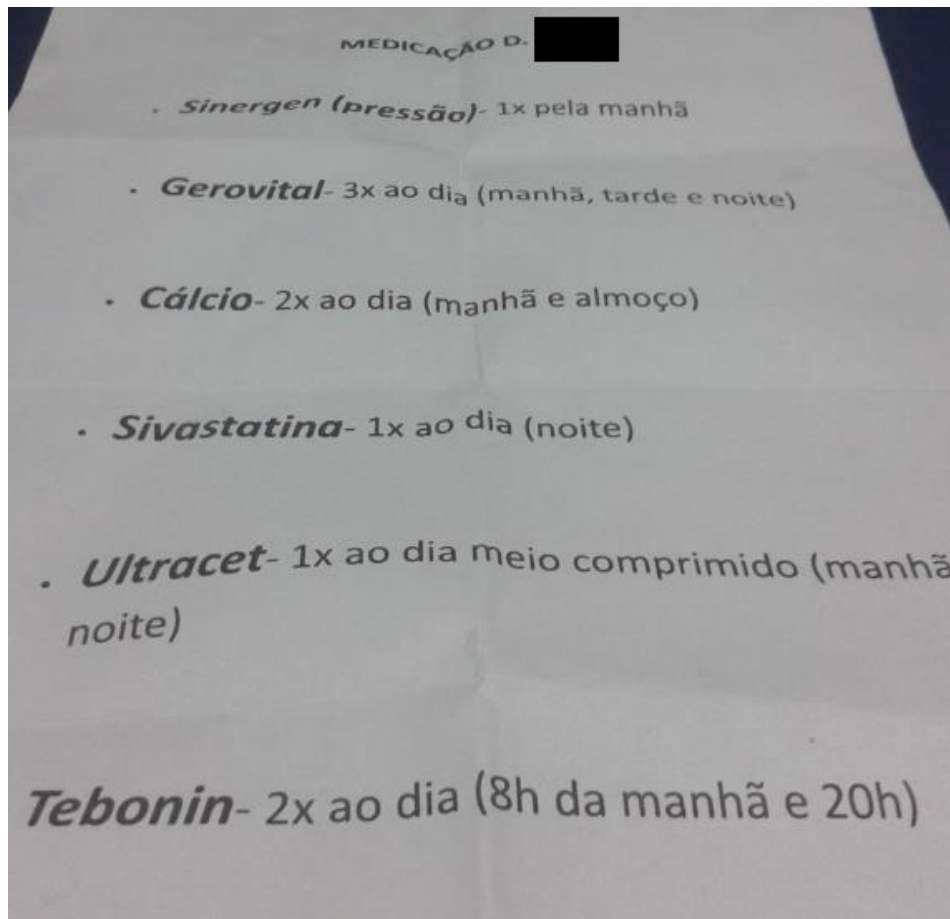 MEDICAÇÃO D.
. Sinergen (pressão)- 1x pela manhã
. Gerovital- 3x ao dia (manhã, tarde e noite)
. Cálcio- 2x ao dia (manhã e almoço)
. Sivastatina- 1x ao dia (noite)
. Ultracet- 1x ao dia meio comprimido (manhã
noite)
Tebonin- 2x ao dia (8h da manhã e 20h)